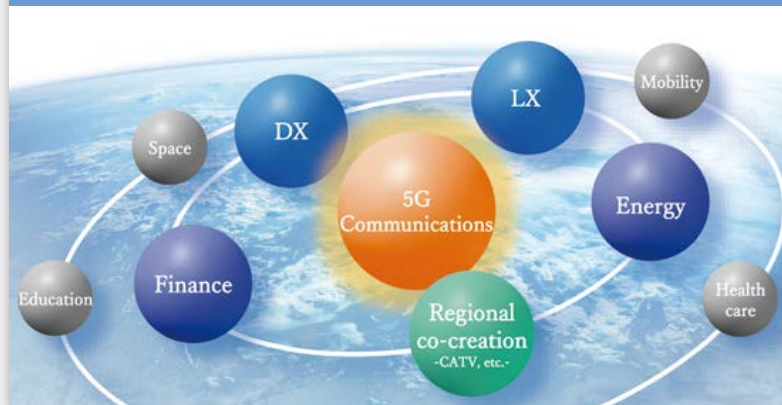 LX
Mobility
DX
Space
5G
Communications
Energy
Finance
Education
Health
care
Regional
co-creation
-CATV, etc.-